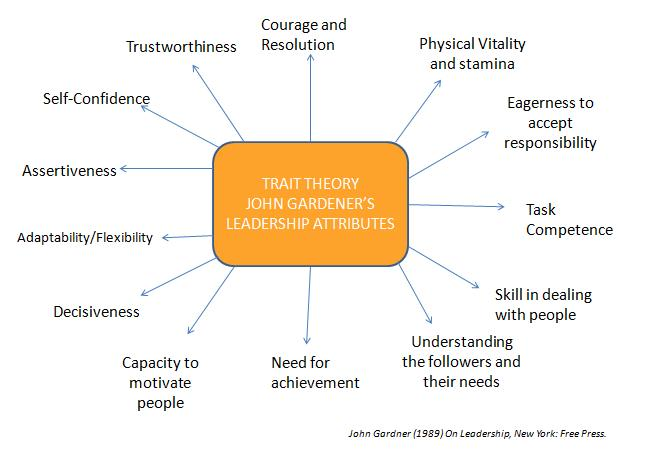 Courage and
Resolution
Trustworthiness
Physical Vitality
and stamina
Self-Confidence
Eagerness to
accept
responsibility
Assertiveness
TRAIT THEORY
JOHN GARDENER'S
LEADERSHIP ATTRIBUTES
Task
Competence
Adaptability/Flexibility
Skill in dealing
with people
Decisiveness
Understanding
the followers and
their needs
Capacity to
motivate
people
Need for
achievement
John Gardner (1989) On Leadership, New York: Free Press.